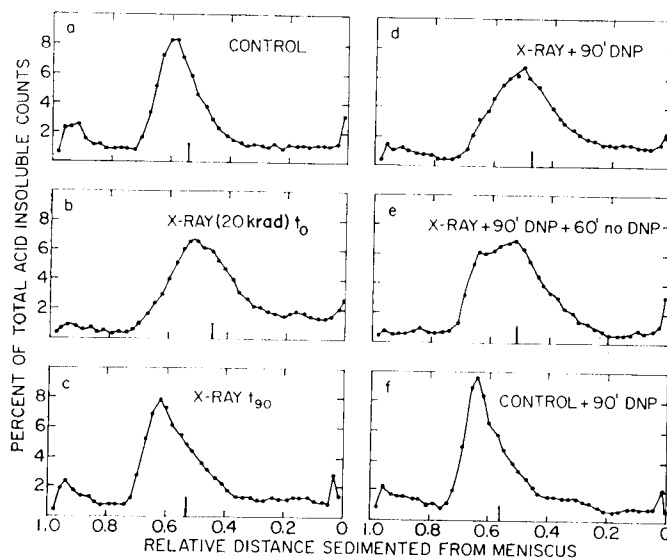 PERCENT OF TOTAL ACID INSOLUBLE COUNTS
a
CONTROL
8
6
4
2
b
X-RAY (20 krad) t0
8
6
4
2
c
X-RAY t90
8
6
4
2
1.0 0.8 0.6 0.4 0.2 0
d
X-RAY + 90' DNP
e
X-RAY + 90' DNP + 60' no DNP
f
CONTROL + 90' DNP
1.0 0.8 0.6 0.4 0.2 0
RELATIVE DISTANCE SEDIMENTED FROM MENISCUS